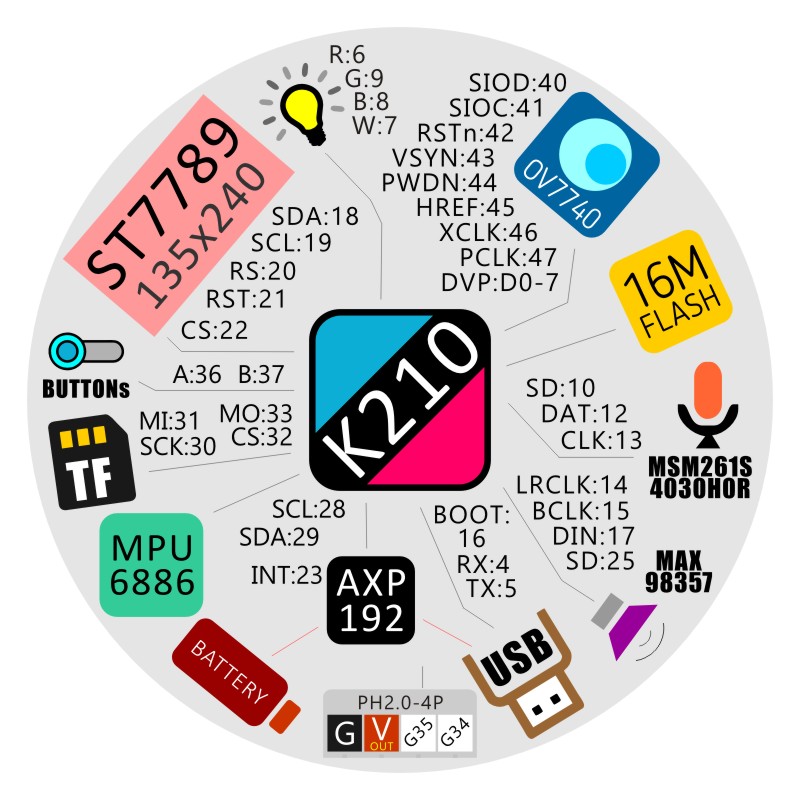 R:6
G:9
B:8
W:7
SIOD:40
SIOC:41
RSTn:42
VSYN:43
PWDN:44
HREF:45
XCLK:46
PCLK:47
DVP:D0-7
OV7740
ST7789
135x240
SDA:18
SCL:19
RS:20
RST:21
CS:22
16M
FLASH
BUTTONs
A:36 B:37
K210
SD:10
DAT:12
CLK:13
MSM261S
4030HOR
TF
MI:31 MO:33
SCK:30 CS:32
MPU
6886
SCL:28
SDA:29
INT:23
AXP
192
BOOT:
16
RX:4
TX:5
LRCLK:14
BCLK:15
DIN:17
SD:25
MAX
98357
BATTERY
USB
PH2.0-4P
G V G35 G34
OUT